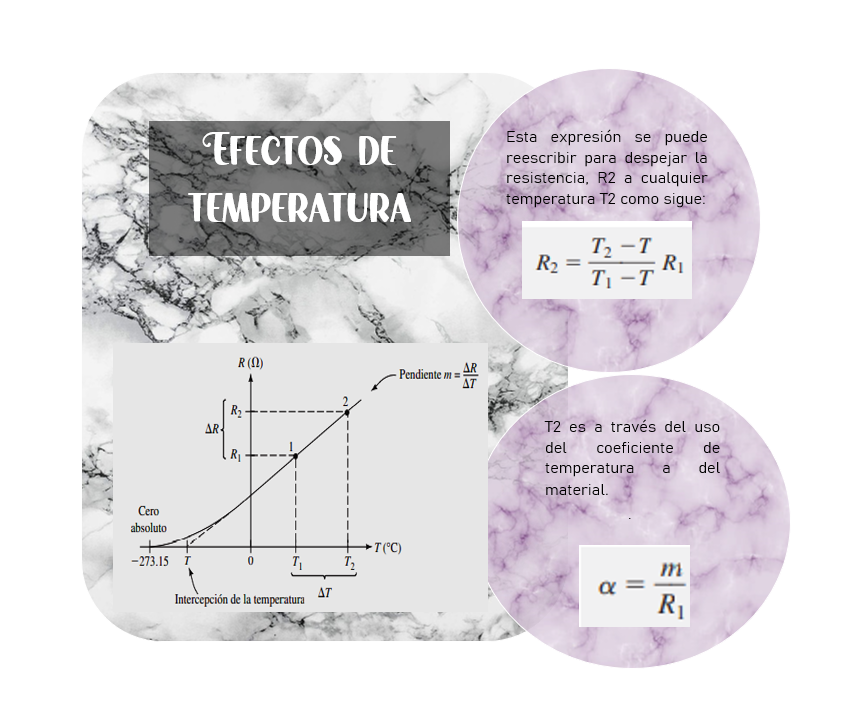 EFECTOS DE
TEMPERATURA
Esta expresión se puede
reescribir para despejar la
resistencia, R2 a cualquier
temperatura T2 como sigue:
R₂ = (T₂ − T)/(T₁ − T) R₁
R (Ω)
Pendiente m = ΔR/ΔT
2
R₂
ΔR
1
R₁
Cero
absoluto
T (°C)
−273.15 T 0 T₁ T₂
ΔT
Intercepción de la temperatura
T2 es a través del uso
del coeficiente de
temperatura a del
material.
.
α = m/R₁